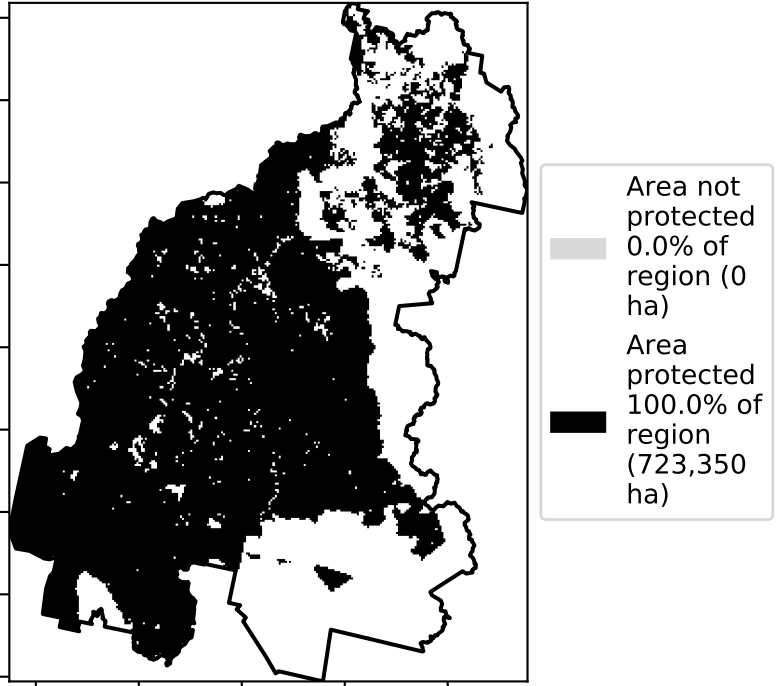 Area not
protected
0.0% of
region (0
ha)
Area
protected
100.0% of
region
(723,350
ha)